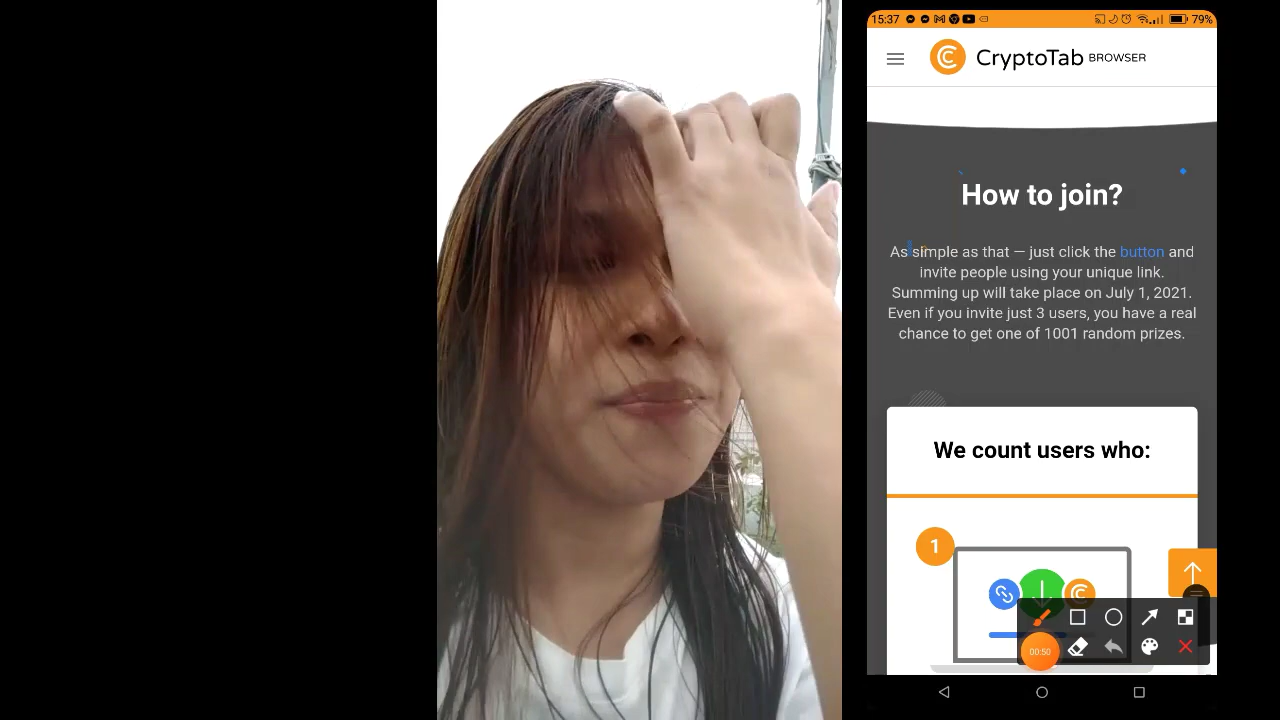 15:37
79%
CryptoTab BROWSER
How to join?
As simple as that — just click the button and
invite people using your unique link.
Summing up will take place on July 1, 2021.
Even if you invite just 3 users, you have a real
chance to get one of 1001 random prizes.
We count users who:
1
00:50